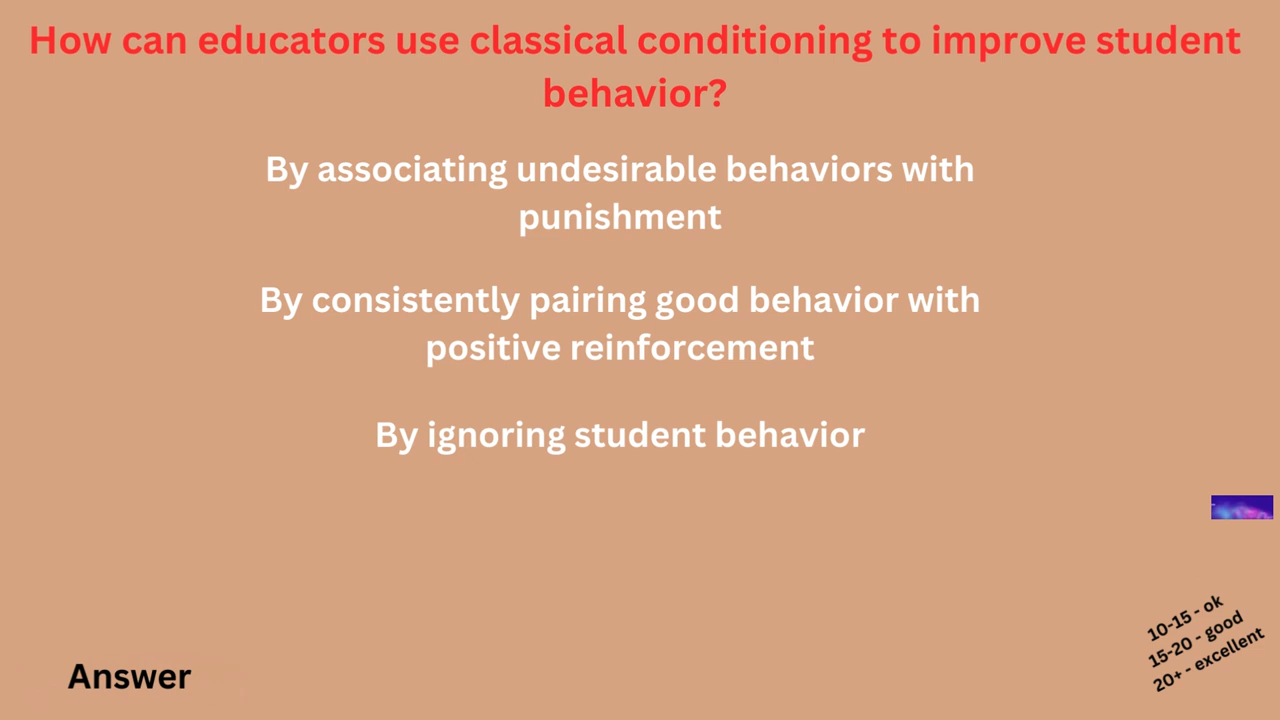 How can educators use classical conditioning to improve student
behavior?
By associating undesirable behaviors with
punishment
By consistently pairing good behavior with
positive reinforcement
By ignoring student behavior
10-15 - ok
15-20 - good
20+ - excellent
Answer